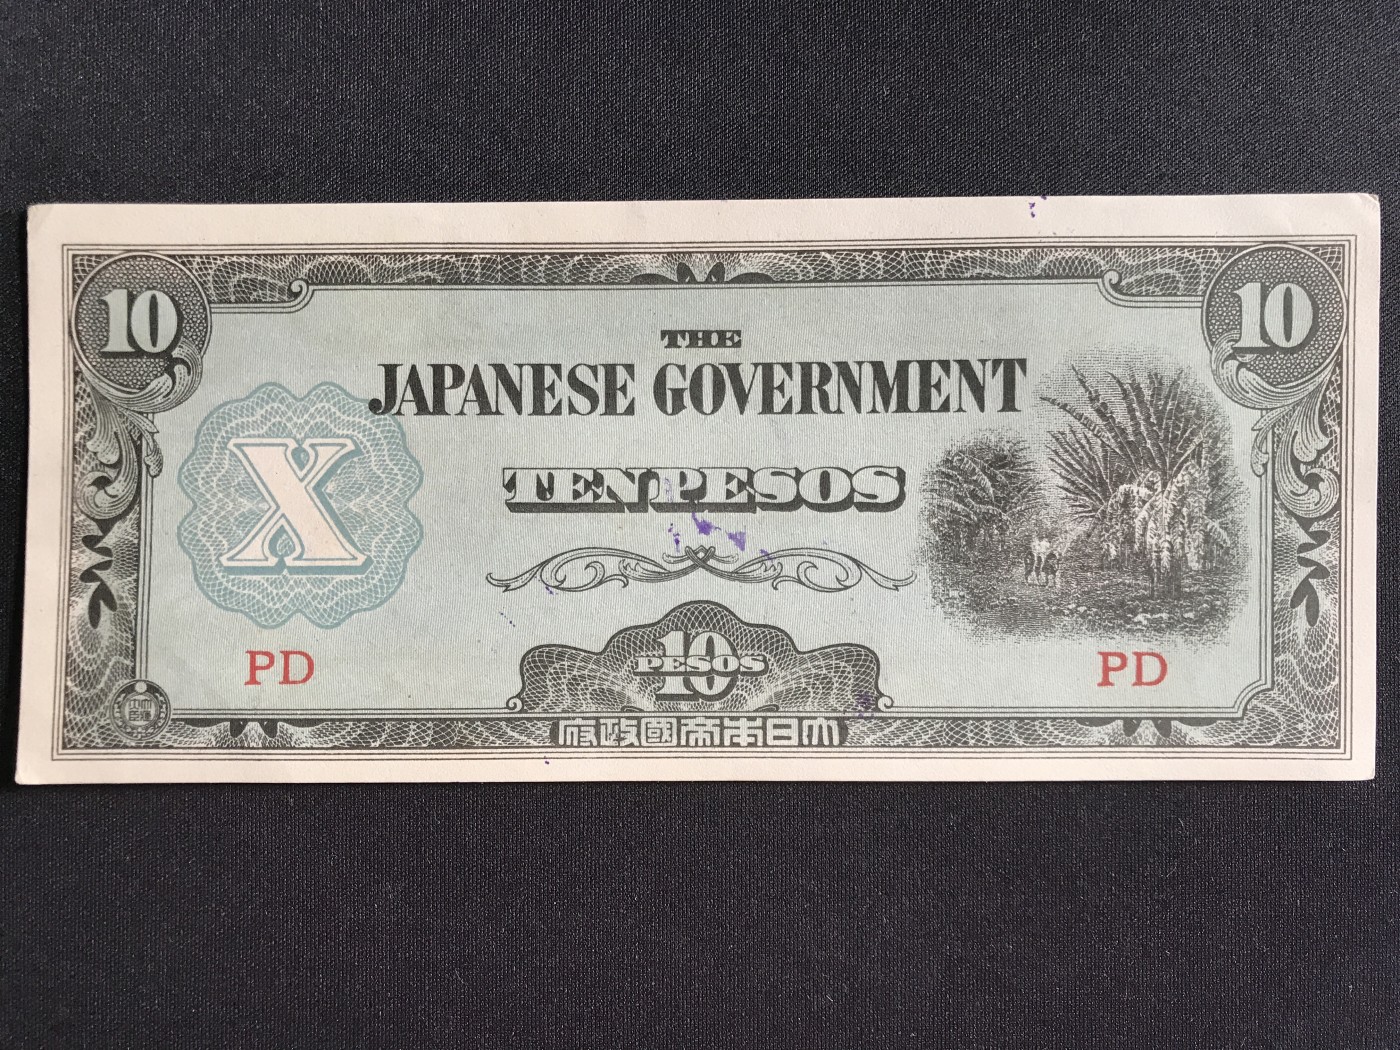 10
10
THE
JAPANESE GOVERNMENT
TEN PESOS
X
10
PESOS
PD
PD
府政國帝本日大